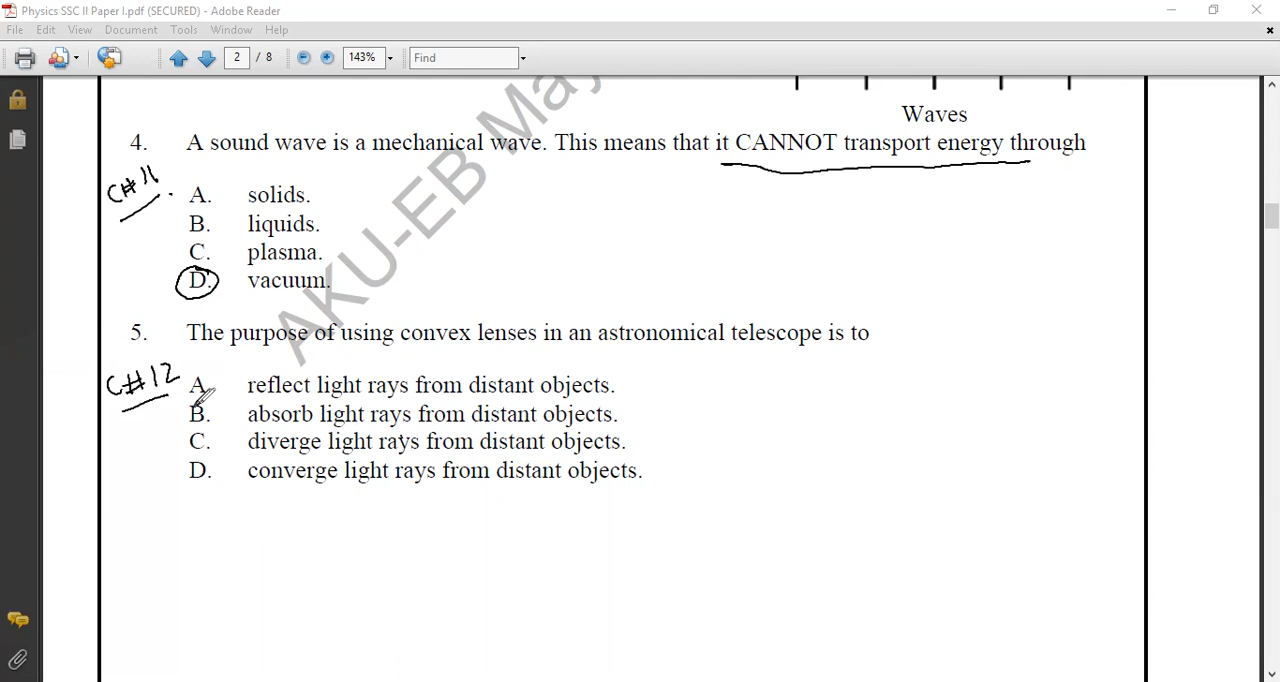 Physics SSC II Paper I.pdf (SECURED) - Adobe Reader
File Edit View Document Tools Window Help
2 / 8 143% Find
Waves
4. A sound wave is a mechanical wave. This means that it CANNOT transport energy through
C#11
A. solids.
B. liquids.
C. plasma.
D. vacuum.
AKU-EB May
5. The purpose of using convex lenses in an astronomical telescope is to
C#12
A. reflect light rays from distant objects.
B. absorb light rays from distant objects.
C. diverge light rays from distant objects.
D. converge light rays from distant objects.